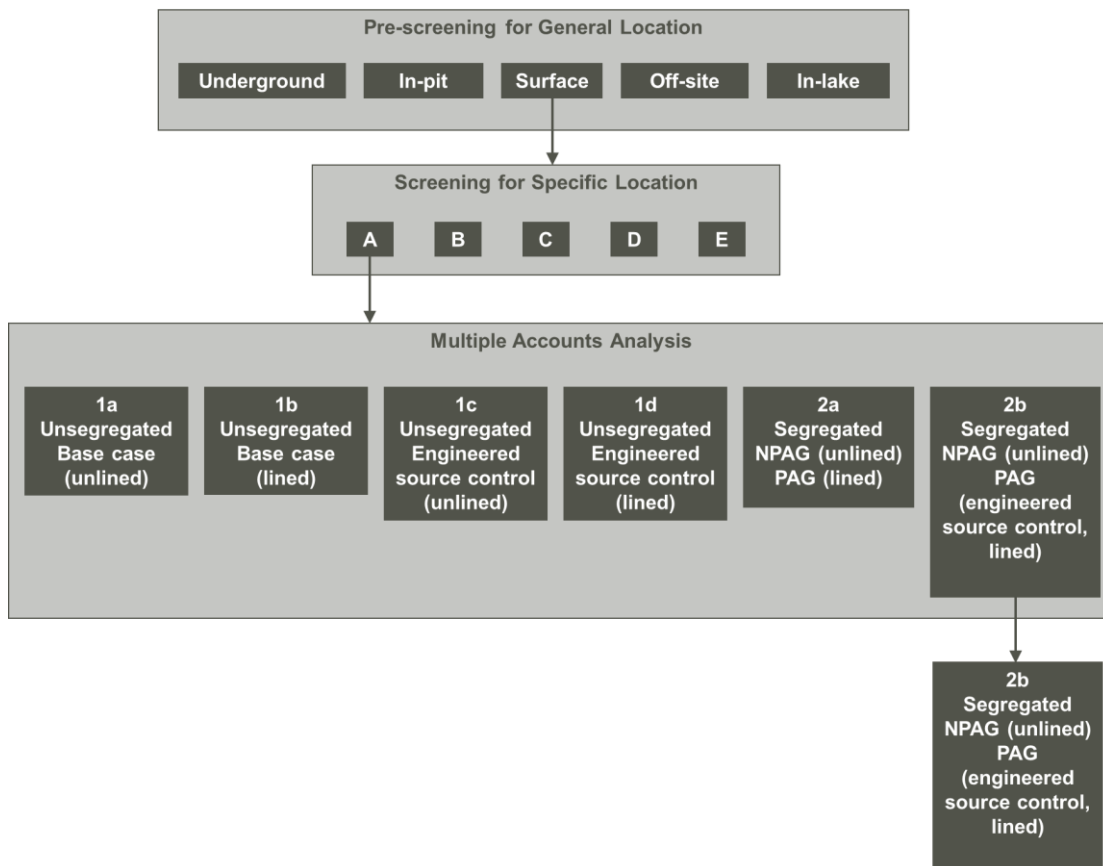 Pre-screening for General Location
Underground
In-pit
Surface
Off-site
In-lake
Screening for Specific Location
A
B
C
D
E
Multiple Accounts Analysis
1a
Unsegregated
Base case
(unlined)
1b
Unsegregated
Base case
(lined)
1c
Unsegregated
Engineered
source control
(unlined)
1d
Unsegregated
Engineered
source control
(lined)
2a
Segregated
NPAG (unlined)
PAG (lined)
2b
Segregated
NPAG (unlined)
PAG
(engineered
source control,
lined)
2b
Segregated
NPAG (unlined)
PAG
(engineered
source control,
lined)